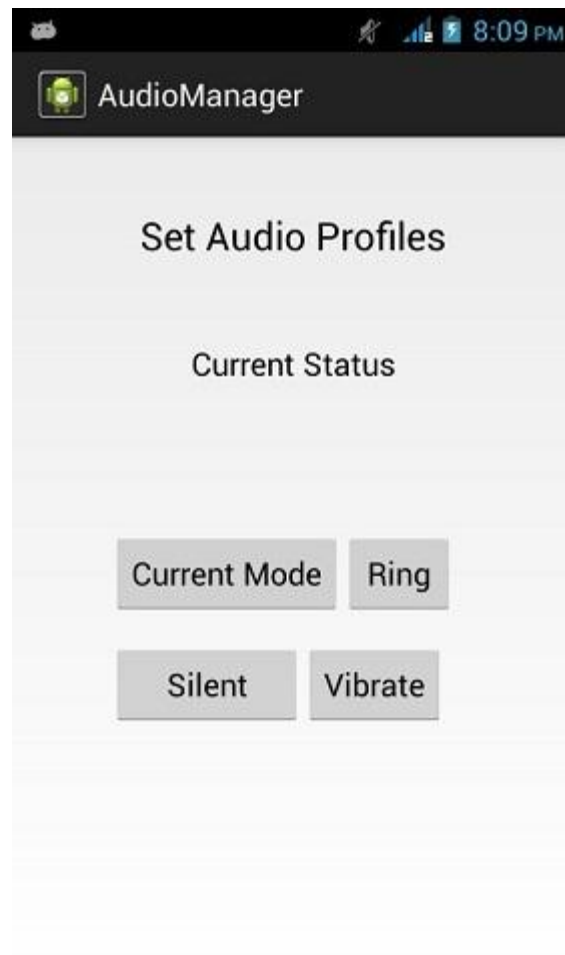 8:09 PM
AudioManager
Set Audio Profiles
Current Status
Current Mode Ring
Silent Vibrate